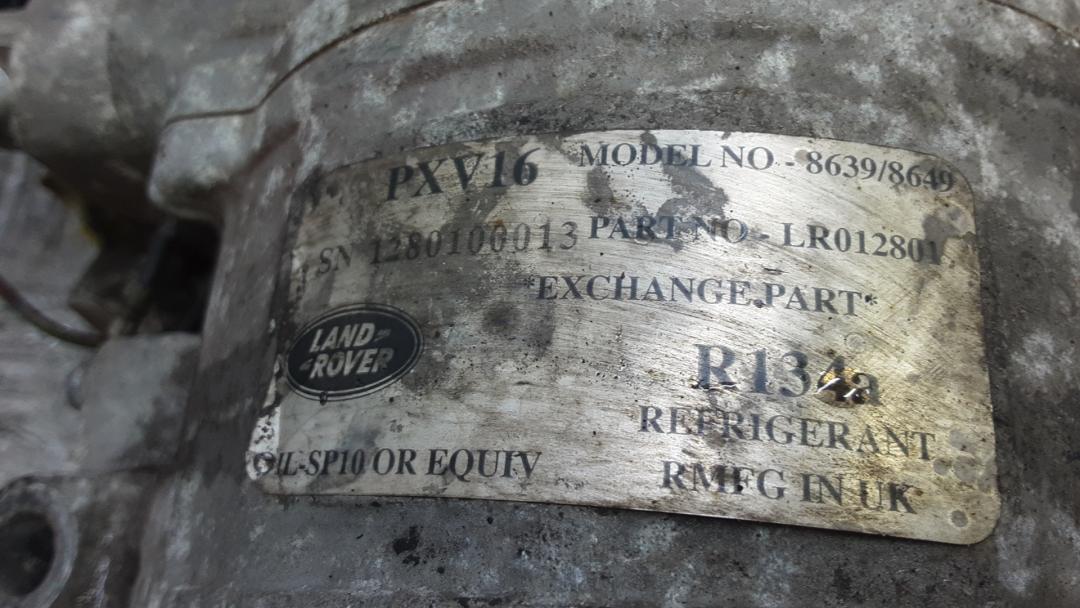 PXV16 MODEL NO - 8639/8649
SN 1280100013 PART NO - LR012801
*EXCHANGE PART*
LAND
ROVER
R134a
REFRIGERANT
OIL-SP10 OR EQUIV
RMFG IN UK